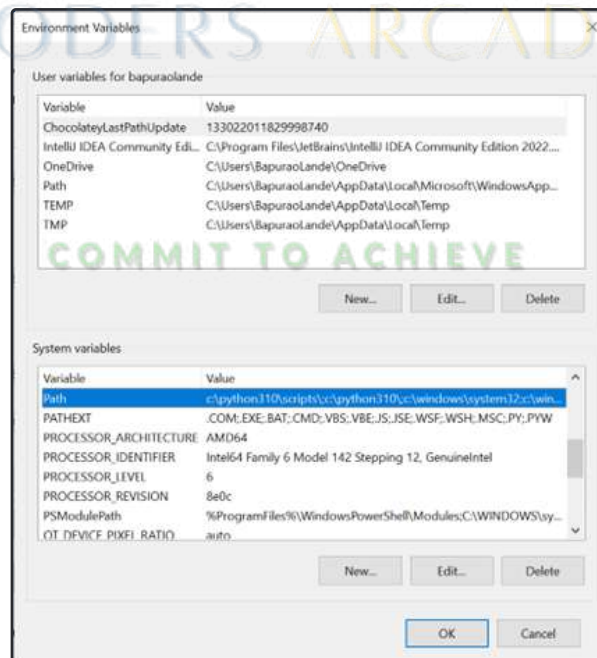 ODERS ARCAD
Environment Variables
User variables for bapuraolande
Variable Value
ChocolateyLastPathUpdate 133022011829998740
IntelliJ IDEA Community Edi... C:\Program Files\JetBrains\IntelliJ IDEA Community Edition 2022....
OneDrive C:\Users\BapuraoLande\OneDrive
Path C:\Users\BapuraoLande\AppData\Local\Microsoft\WindowsApp...
TEMP C:\Users\BapuraoLande\AppData\Local\Temp
TMP C:\Users\BapuraoLande\AppData\Local\Temp
COMMIT TO ACHIEVE
New... Edit... Delete
System variables
Variable Value
Path c:\python310\scripts\;c:\python310\;c:\windows\system32;c:\win...
PATHEXT .COM;.EXE;.BAT;.CMD;.VBS;.VBE;.JS;.JSE;.WSF;.WSH;.MSC;.PY;.PYW
PROCESSOR_ARCHITECTURE AMD64
PROCESSOR_IDENTIFIER Intel64 Family 6 Model 142 Stepping 12, GenuineIntel
PROCESSOR_LEVEL 6
PROCESSOR_REVISION 8e0c
PSModulePath %ProgramFiles%\WindowsPowerShell\Modules;C:\WINDOWS\sy...
QT_DEVICE_PIXEL_RATIO auto
New... Edit... Delete
OK Cancel